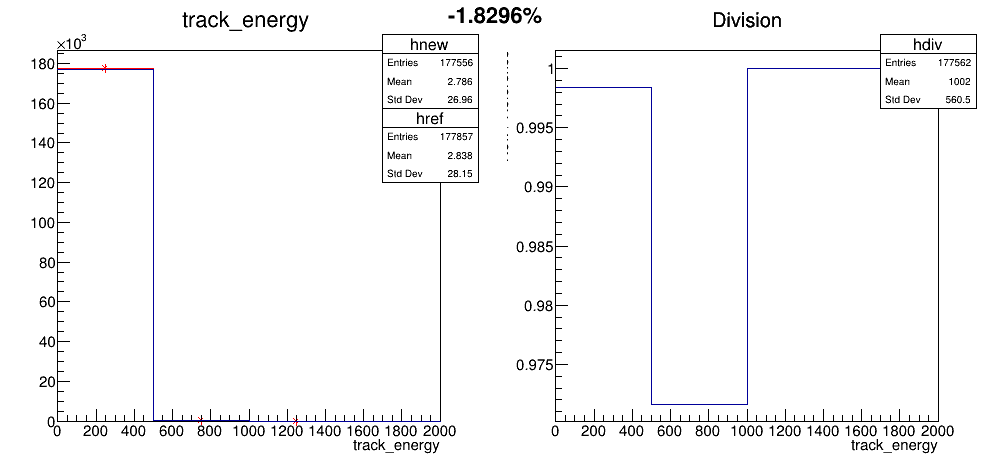 track_energy
-1.8296%
Division
×10³
hnew
Entries 177556
Mean 2.786
Std Dev 26.96
href
Entries 177857
Mean 2.838
Std Dev 28.15
180
160
140
120
100
80
60
40
20
0
0 200 400 600 800 1000 1200 1400 1600 1800 2000
track_energy
hdiv
Entries 177562
Mean 1002
Std Dev 560.5
1
0.995
0.99
0.985
0.98
0.975
0 200 400 600 800 1000 1200 1400 1600 1800 2000
track_energy